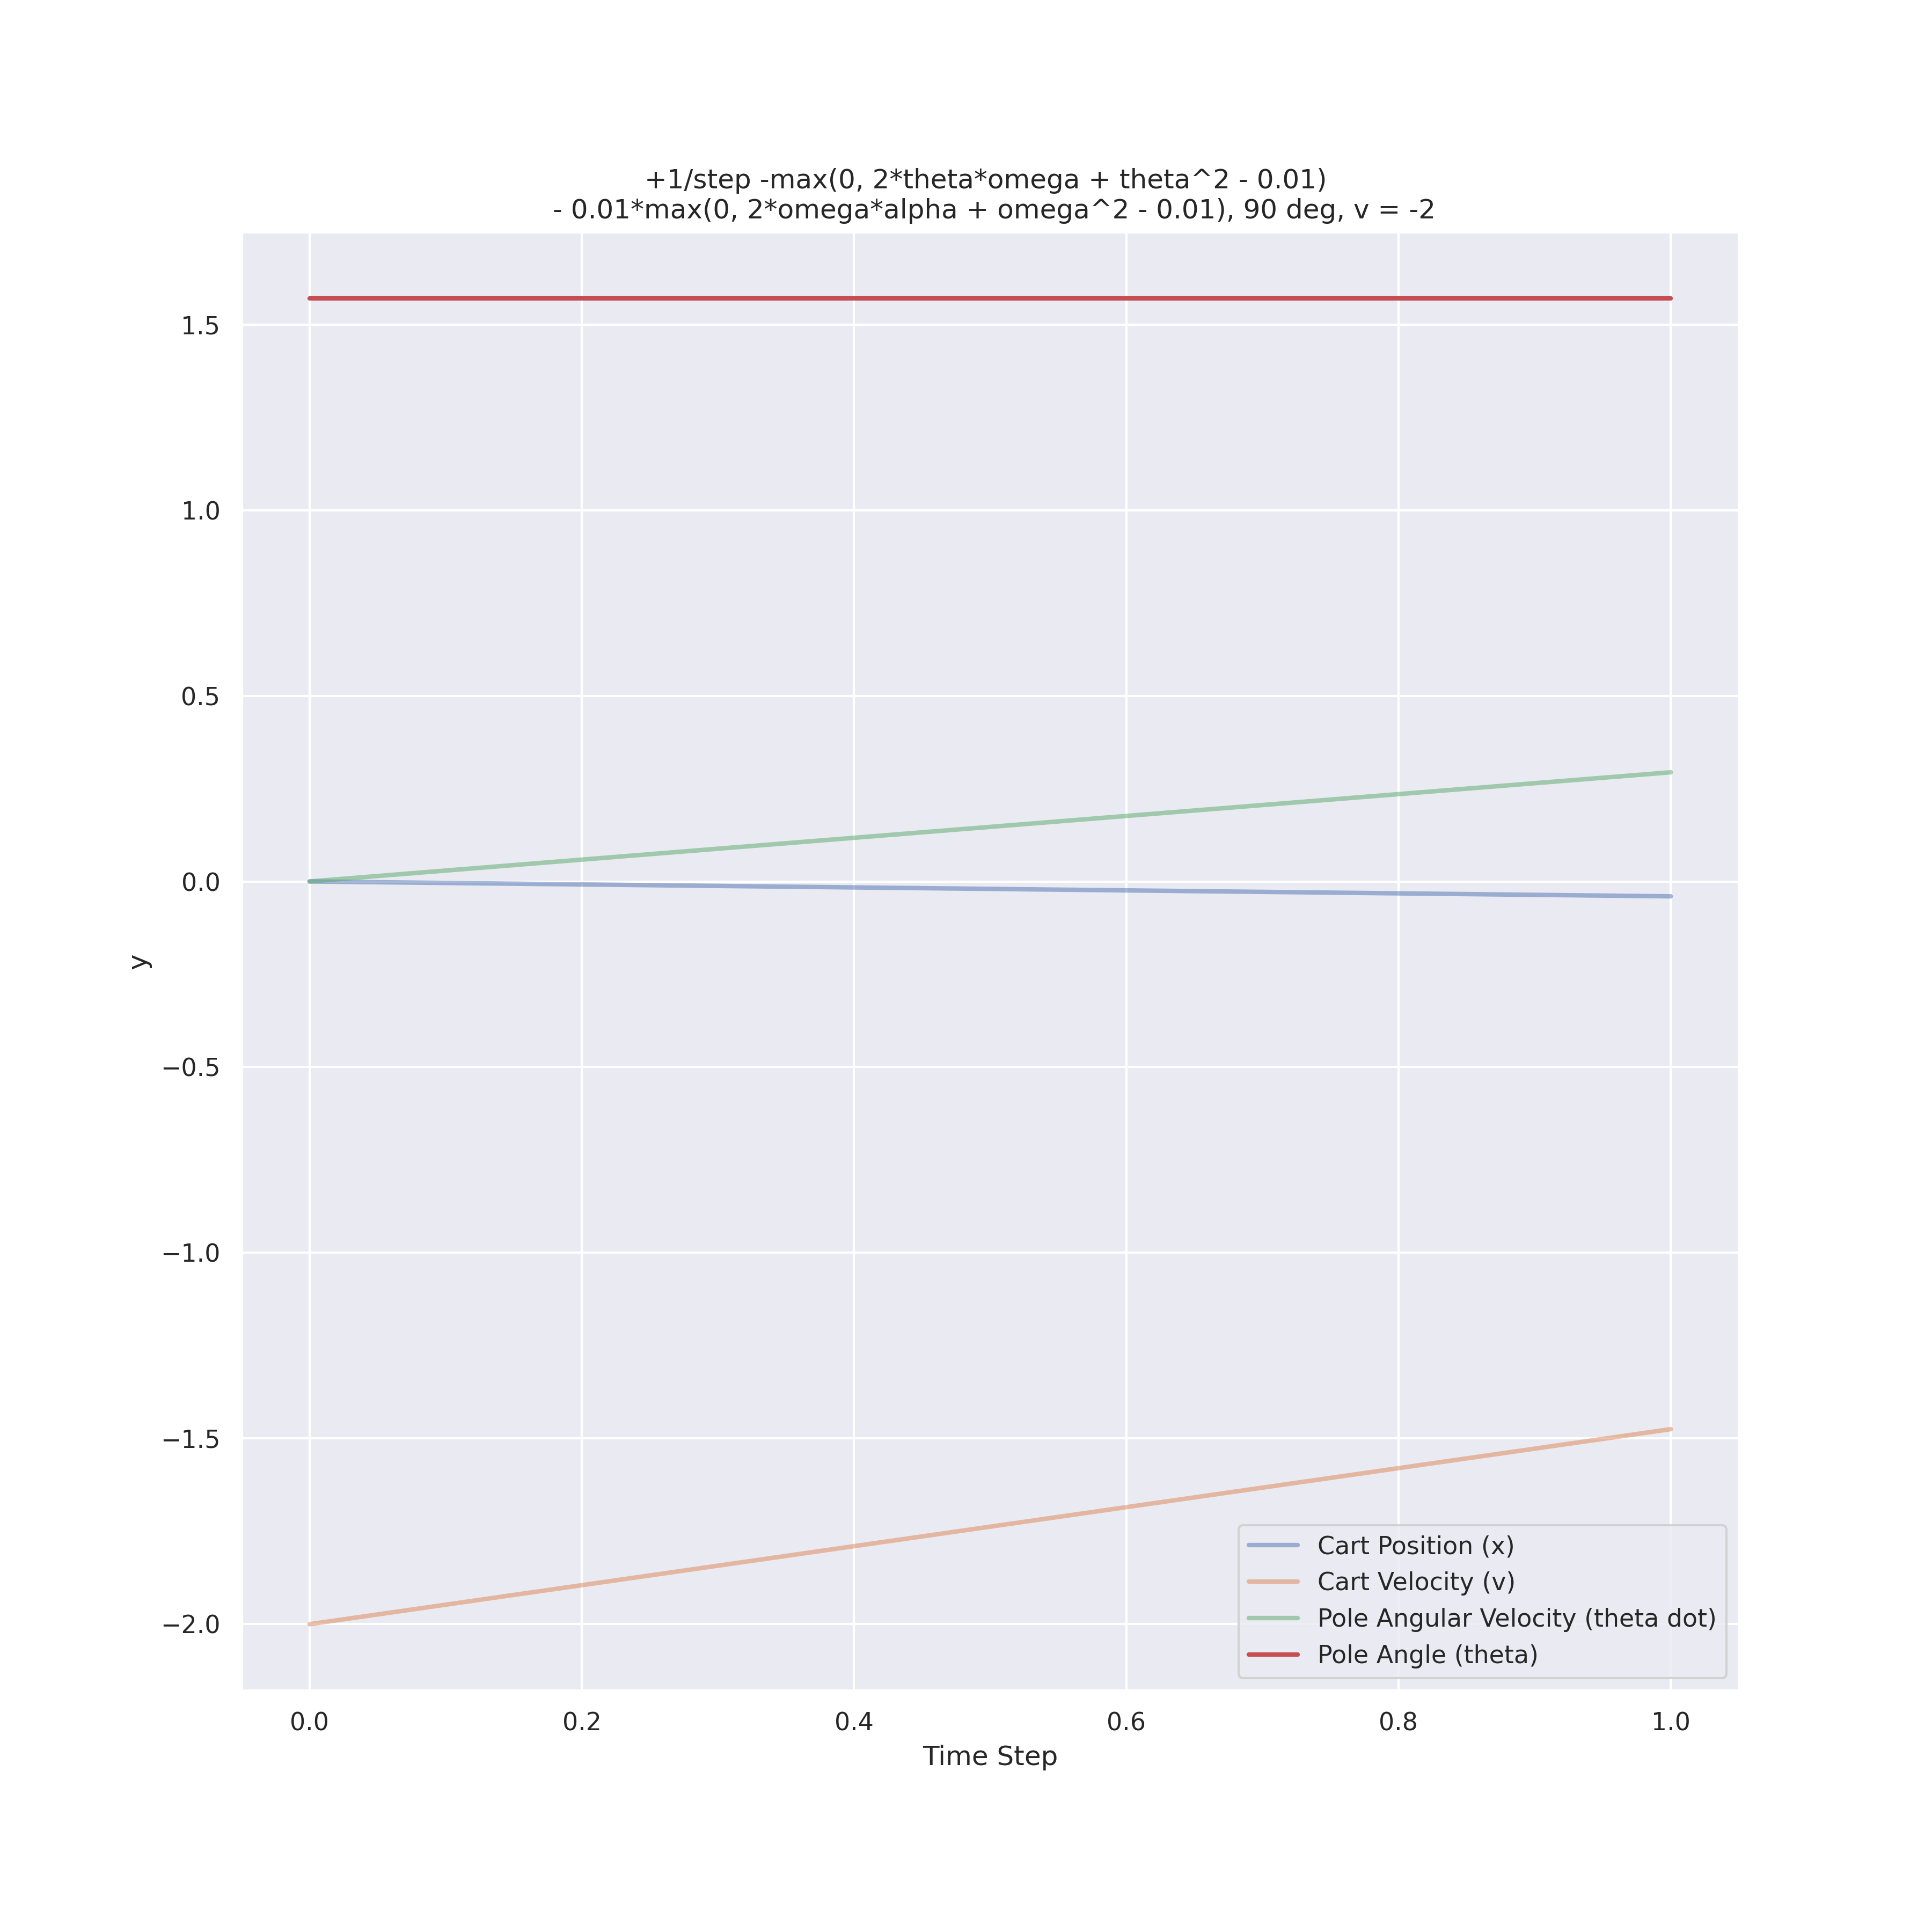 +1/step -max(0, 2*theta*omega + theta^2 - 0.01)
- 0.01*max(0, 2*omega*alpha + omega^2 - 0.01), 90 deg, v = -2
1.5
1.0
0.5
0.0
−0.5
−1.0
−1.5
−2.0
y
Cart Position (x)
Cart Velocity (v)
Pole Angular Velocity (theta dot)
Pole Angle (theta)
0.0 0.2 0.4 0.6 0.8 1.0
Time Step